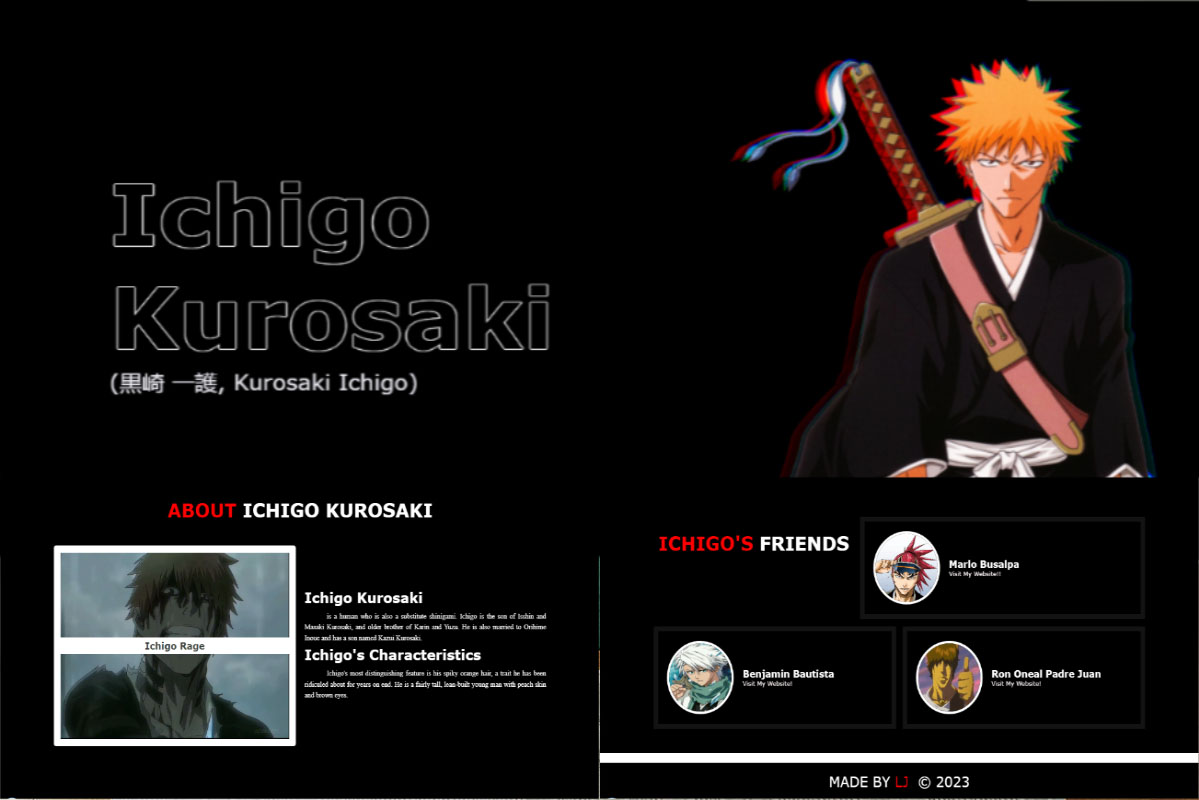 Ichigo
Kurosaki
(黒崎 一護, Kurosaki Ichigo)
ABOUT ICHIGO KUROSAKI
Ichigo Rage
Ichigo Kurosaki
is a human who is also a substitute shinigami. Ichigo is the son of Isshin and
Masaki Kurosaki, and older brother of Karin and Yuzu. He is also married to Orihime
Inoue and has a son named Kazui Kurosaki.
Ichigo's Characteristics
Ichigo's most distinguishing feature is his spiky orange hair, a trait he has been
ridiculed about for years on end. He is a fairly tall, lean-built young man with peach skin
and brown eyes.
ICHIGO'S FRIENDS
Marlo Busalpa
Visit My Website!!
Benjamin Bautista
Visit My Website!
Ron Oneal Padre Juan
Visit My Website!
MADE BY LJ © 2023